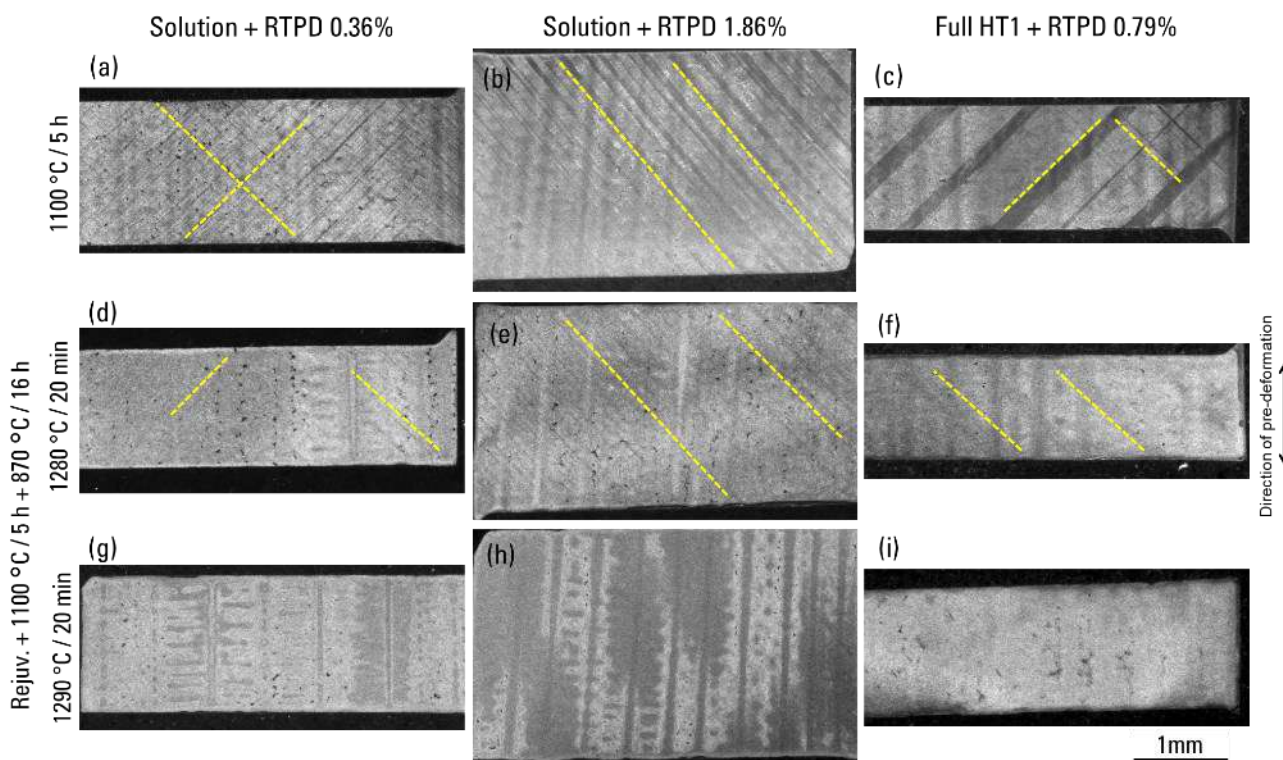 Solution + RTPD 0.36%
Solution + RTPD 1.86%
Full HT1 + RTPD 0.79%
(a)
(b)
(c)
1100 °C / 5 h
(d)
(e)
(f)
Rejuv. + 1100 °C / 5 h + 870 °C / 16 h
1280 °C / 20 min
Direction of pre-deformation
(g)
(h)
(i)
1290 °C / 20 min
1mm